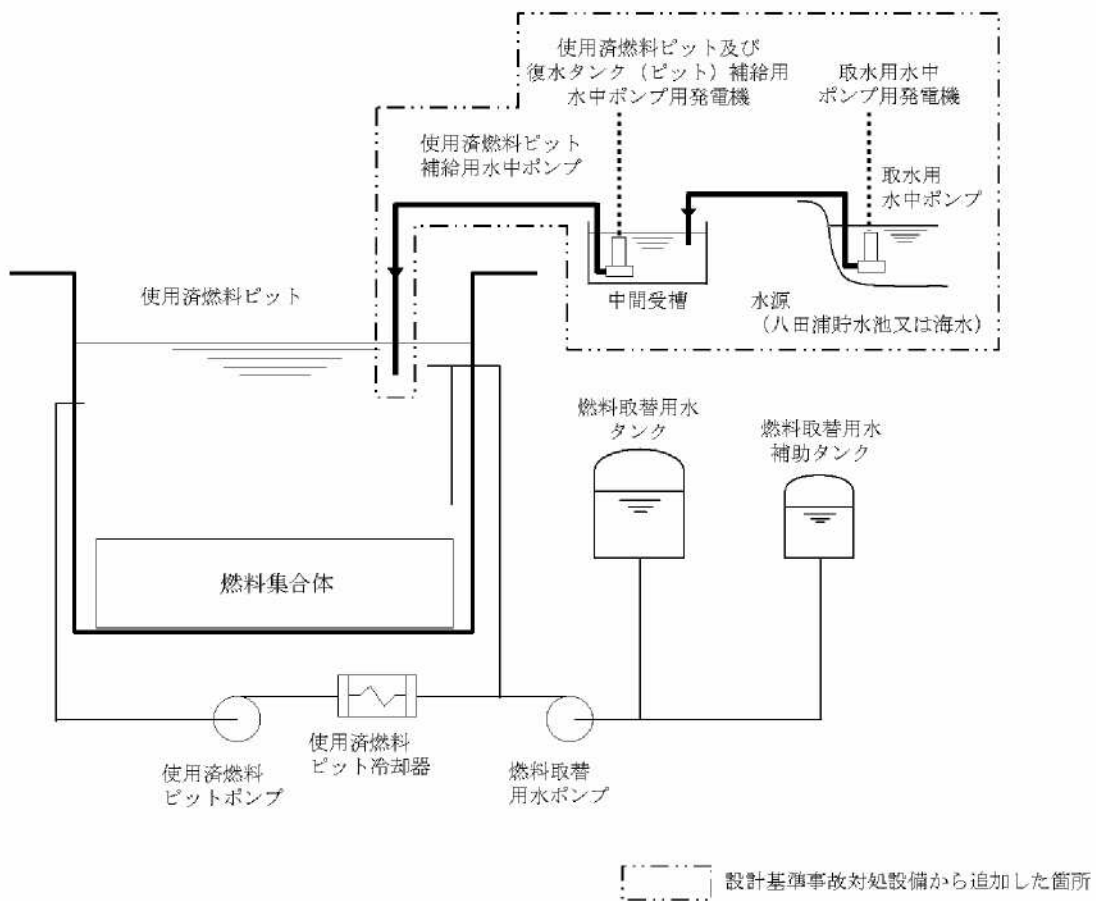 使用済燃料ピット及び
復水タンク（ピット）補給用
水中ポンプ用発電機
取水用水中
ポンプ用発電機
使用済燃料ピット
補給用水中ポンプ
取水用
水中ポンプ
使用済燃料ピット
中間受槽
水源
（八田浦貯水池又は海水）
燃料取替用水
タンク
燃料取替用水
補助タンク
燃料集合体
使用済燃料
ピットポンプ
使用済燃料
ピット冷却器
燃料取替
用水ポンプ
設計基準事故対処設備から追加した箇所